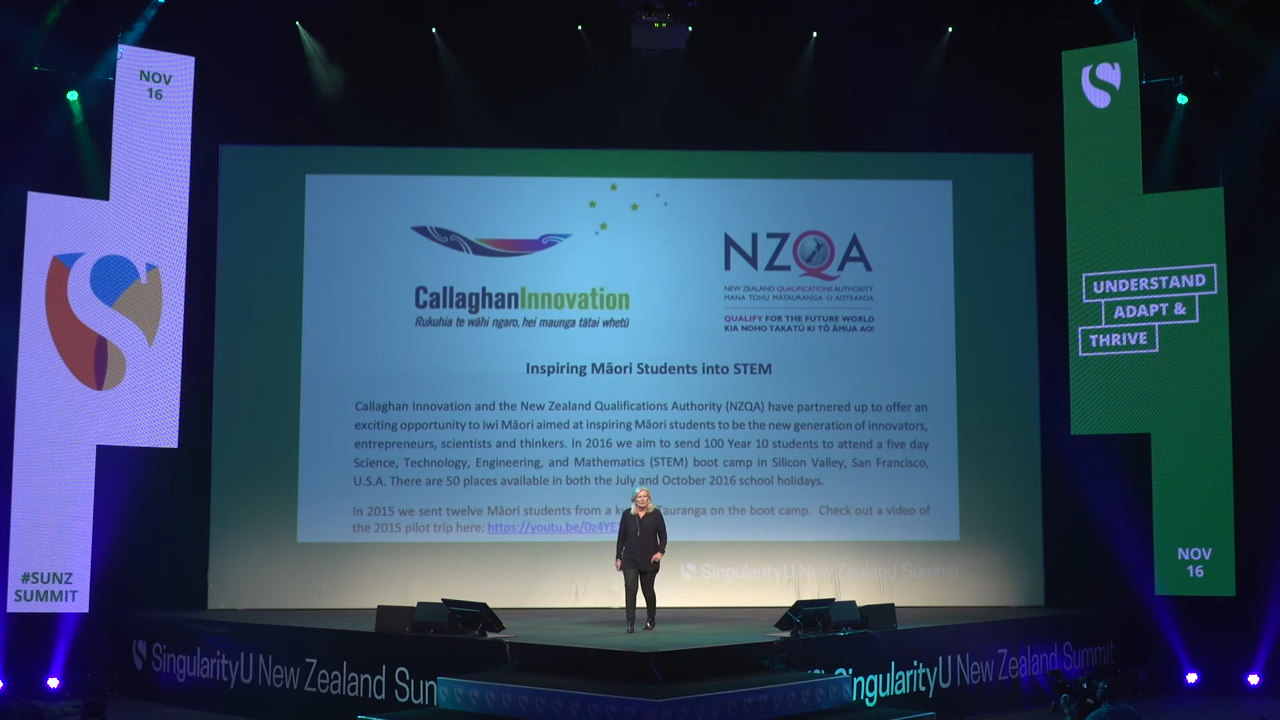 NOV
16
#SUNZ
SUMMIT
CallaghanInnovation
Rukuhia te wāhi ngaro, hei maunga tātai whetū
NZQA
NEW ZEALAND QUALIFICATIONS AUTHORITY
MANA TOHU MĀTAURANGA O AOTEAROA
QUALIFY FOR THE FUTURE WORLD
KIA NOHO TAKATŪ KI TŌ ĀMUA AO!
Inspiring Māori Students into STEM
Callaghan Innovation and the New Zealand Qualifications Authority (NZQA) have partnered up to offer an
exciting opportunity to iwi Māori aimed at inspiring Māori students to be the new generation of innovators,
entrepreneurs, scientists and thinkers. In 2016 we aim to send 100 Year 10 students to attend a five day
Science, Technology, Engineering, and Mathematics (STEM) boot camp in Silicon Valley, San Francisco,
U.S.A. There are 50 places available in both the July and October 2016 school holidays.
In 2015 we sent twelve Māori students from a Tauranga on the boot camp. Check out a video of
the 2015 pilot trip here: https://youtu.be/0z4YE
SingularityU New Zealand Summit
UNDERSTAND
ADAPT &
THRIVE
NOV
16
SingularityU New Zealand Sum
ingularityU New Zealand Summit